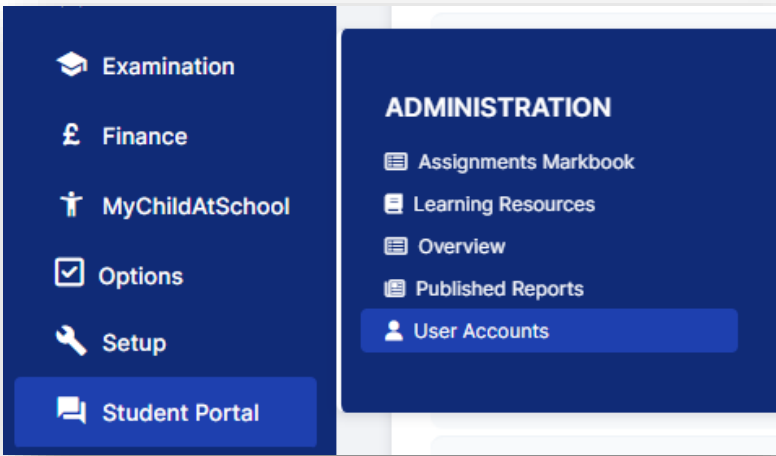 Examination
£ Finance
MyChildAtSchool
Options
Setup
Student Portal
ADMINISTRATION
Assignments Markbook
Learning Resources
Overview
Published Reports
User Accounts